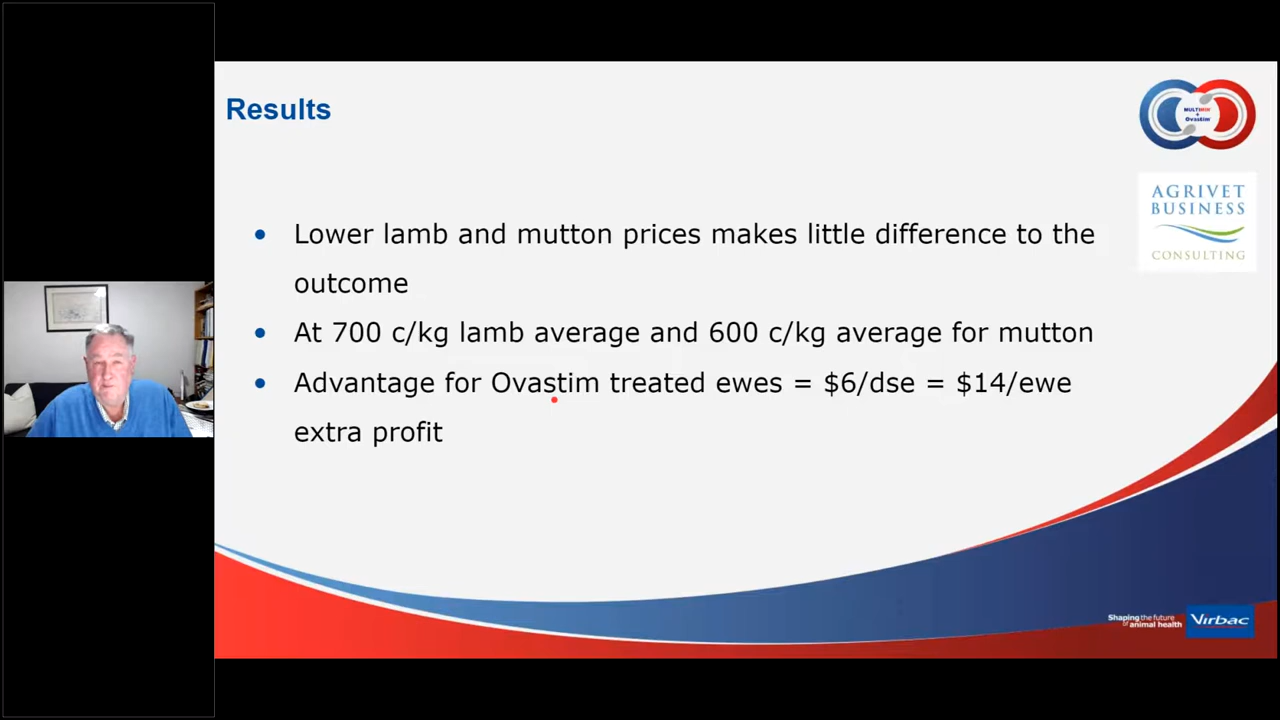 Results
MULTIMIN
+
Ovastim
AGRIVET
BUSINESS
CONSULTING
• Lower lamb and mutton prices makes little difference to the
outcome
• At 700 c/kg lamb average and 600 c/kg average for mutton
• Advantage for Ovastim treated ewes = $6/dse = $14/ewe
extra profit
Shaping the future
of animal health
Virbac